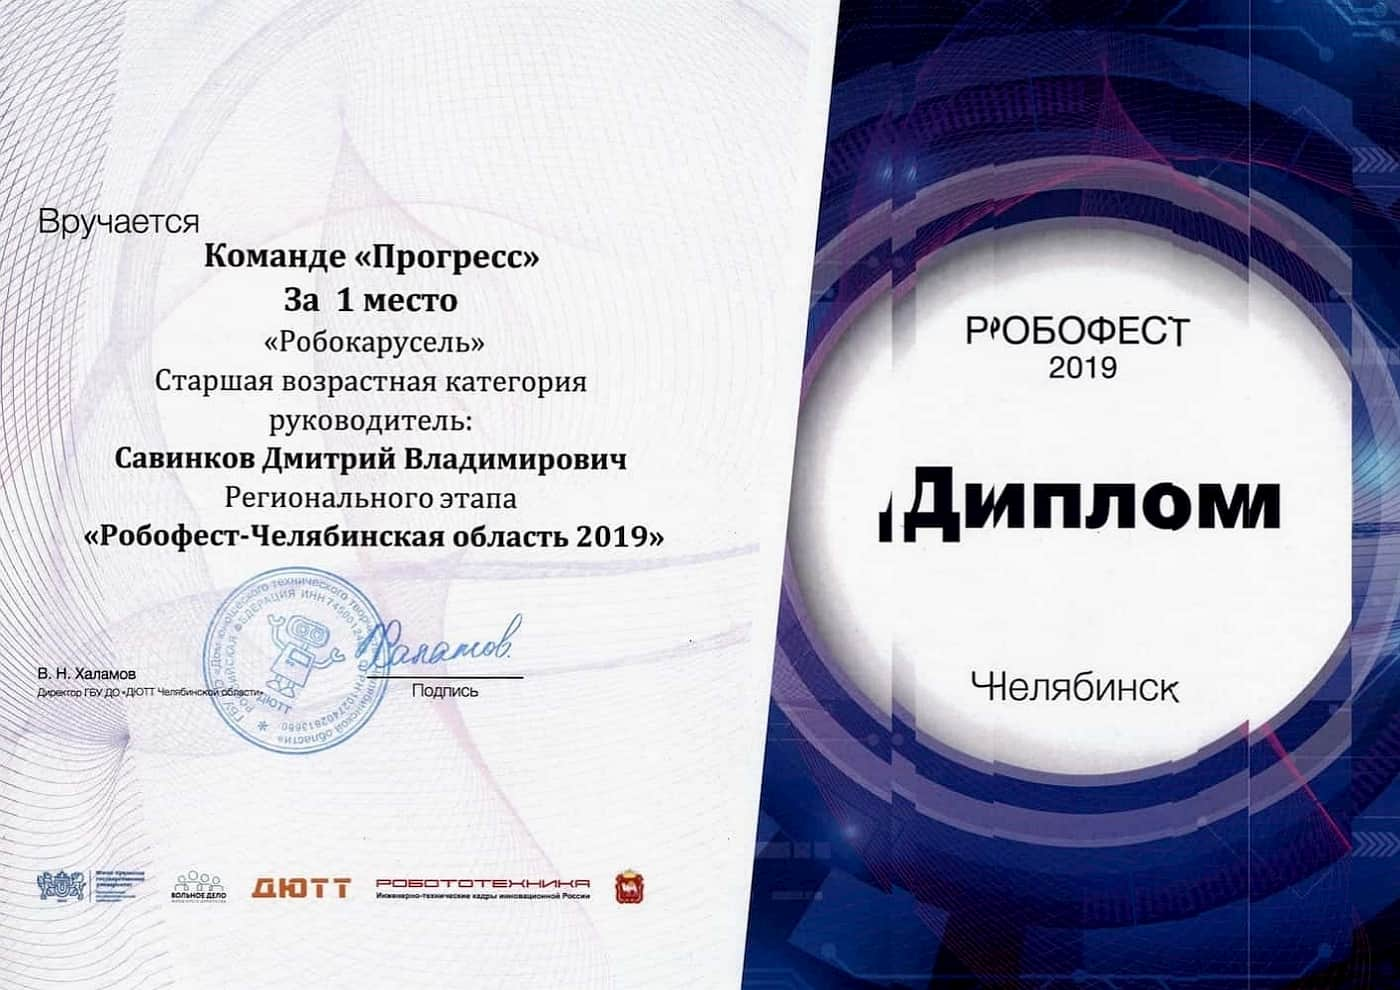 Вручается
Команде «Прогресс»
За 1 место
«Робокарусель»
Старшая возрастная категория
руководитель:
Савинков Дмитрий Владимирович
Регионального этапа
«Робофест-Челябинская область 2019»
В. Н. Халамов
Директор ГБУ ДО «ДЮТТ Челябинской области»
Халамов
Подпись
ДЮТТ
Южно-Уральский
государственный
университет
ВОЛЬНОЕ ДЕЛО
ДЮТТ
РОБОТОТЕХНИКА
Инженерно-технические кадры инновационной России
РОБОФЕСТ
2019
Диплом
Челябинск